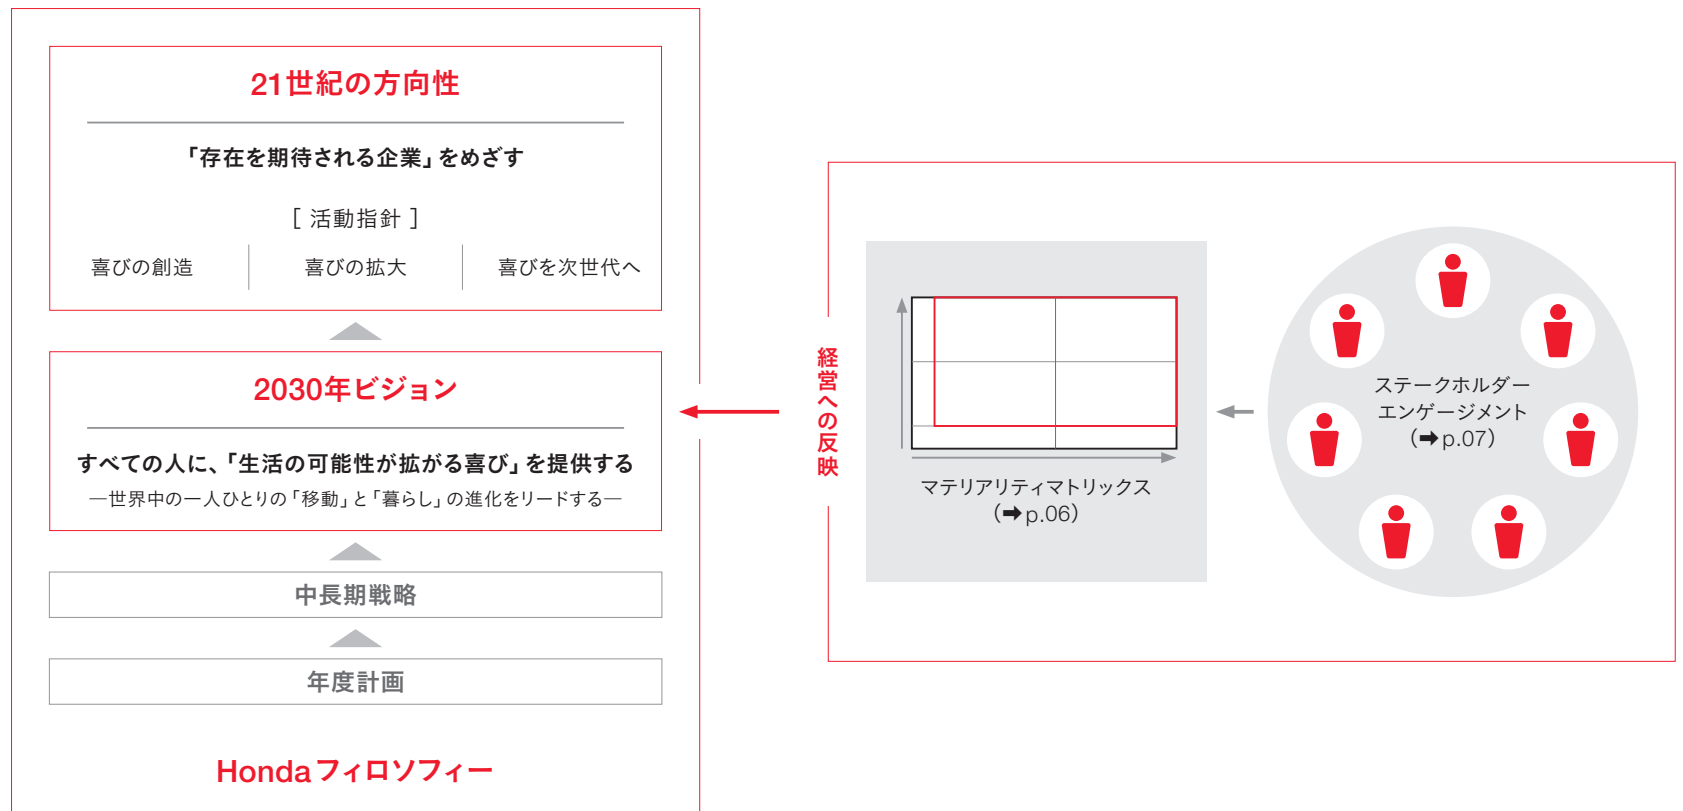 21世紀の方向性
「存在を期待される企業」をめざす
[ 活動指針 ]
喜びの創造
喜びの拡大
喜びを次世代へ
2030年ビジョン
すべての人に、「生活の可能性が拡がる喜び」を提供する
―世界中の一人ひとりの「移動」と「暮らし」の進化をリードする―
中長期戦略
年度計画
Hondaフィロソフィー
経営への反映
マテリアリティマトリックス
(➡p.06)
ステークホルダー
エンゲージメント
(➡p.07)